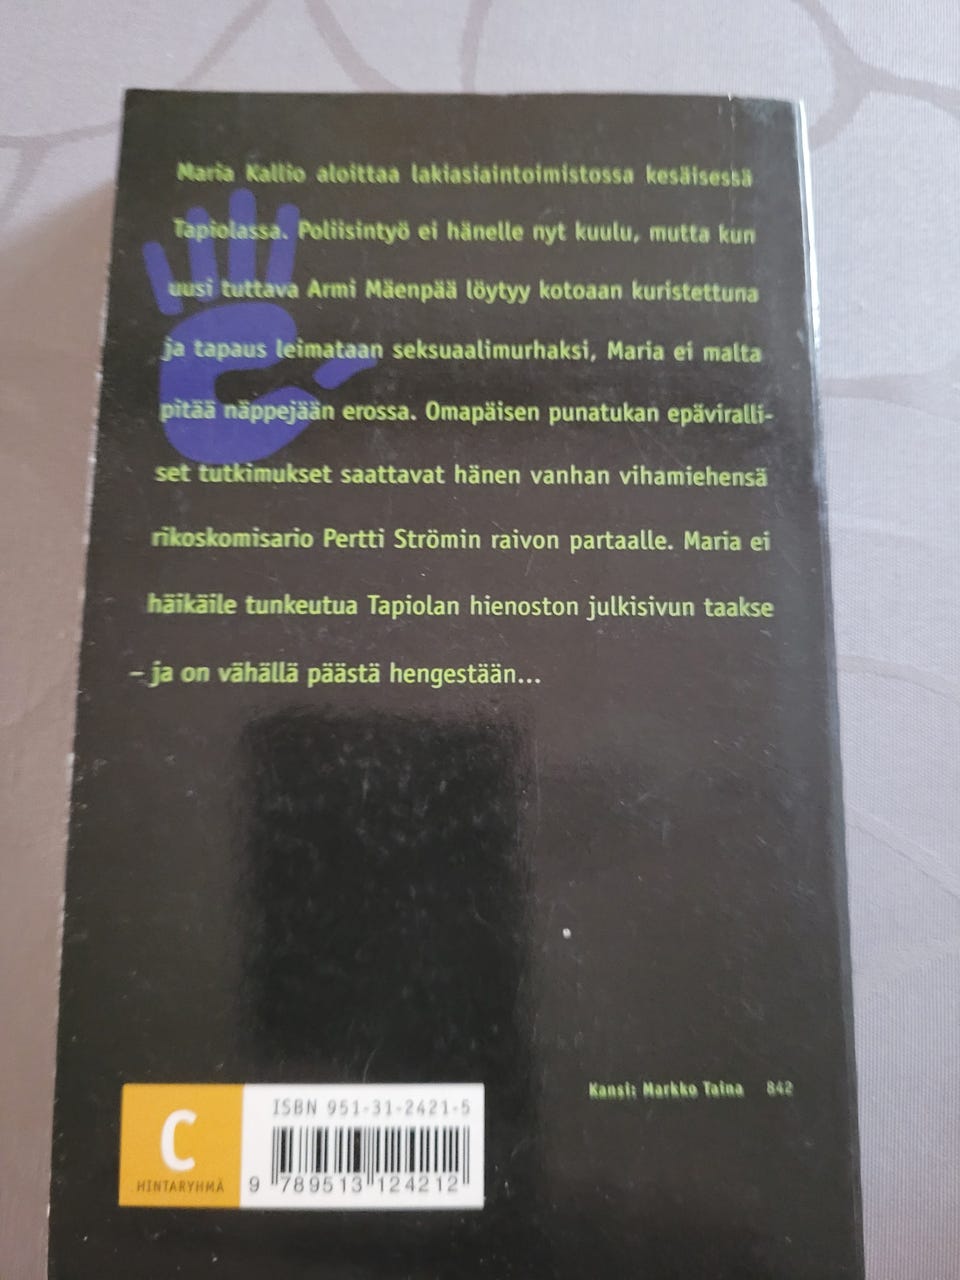 Maria Kallio aloittaa lakiasiaintoimistossa kesäisessä
Tapiolassa. Poliisintyö ei hänelle nyt kuulu, mutta kun
uusi tuttava Armi Mäenpää löytyy kotoaan kuristettuna
ja tapaus leimataan seksuaalimurhaksi, Maria ei malta
pitää näppejään erossa. Omapäisen punatukan epäviralli-
set tutkimukset saattavat hänen vanhan vihamiehensä
rikoskomisario Pertti Strömin raivon partaalle. Maria ei
häikäile tunkeutua Tapiolan hienoston julkisivun taakse
– ja on vähällä päästä hengestään...
Kansi: Markko Taina 842
C
HINTARYHMÄ
ISBN 951-31-2421-5
9 789513 124212